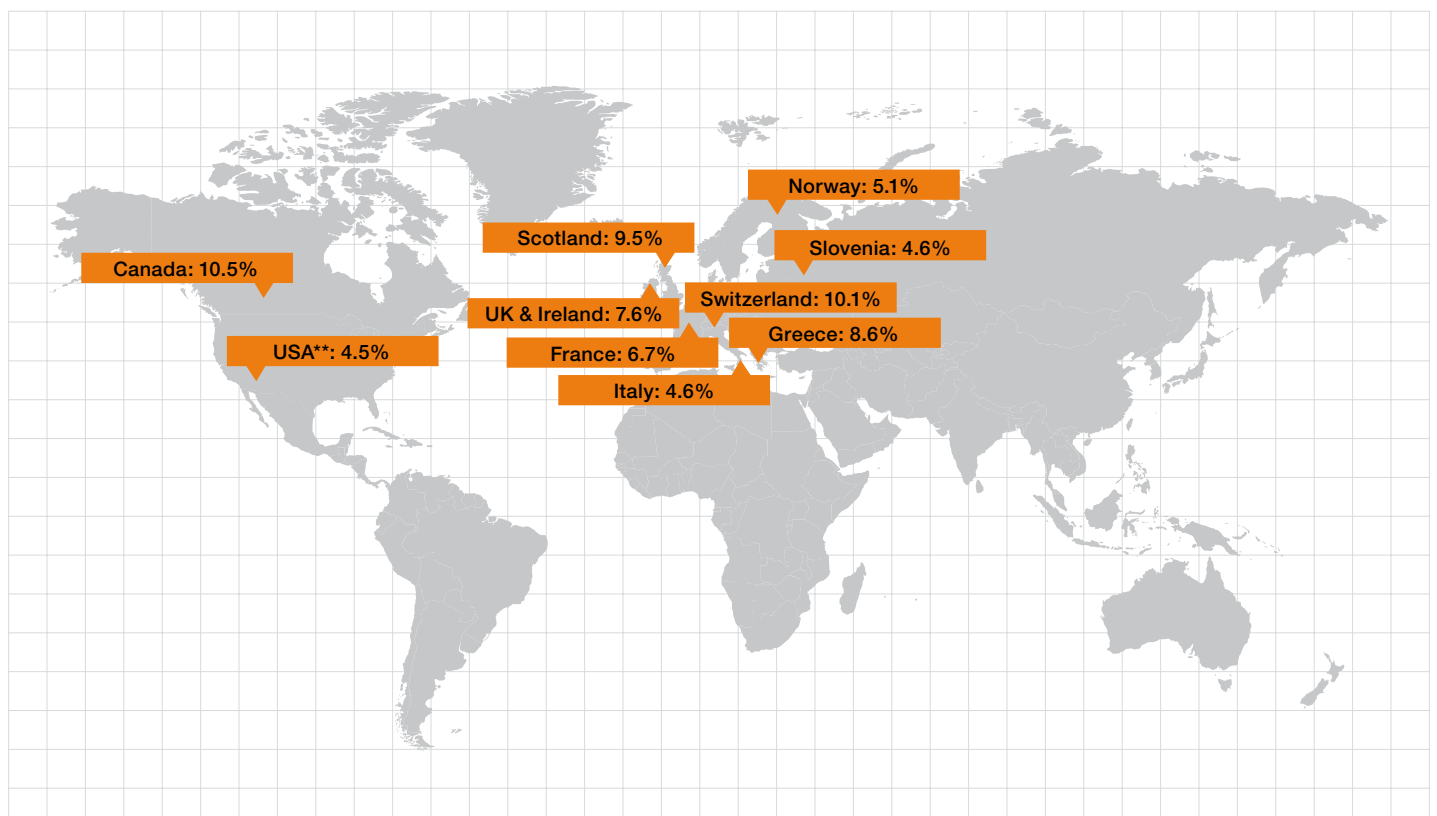 Norway: 5.1%
Scotland: 9.5%
Slovenia: 4.6%
Canada: 10.5%
Switzerland: 10.1%
UK & Ireland: 7.6%
Greece: 8.6%
USA**: 4.5%
France: 6.7%
Italy: 4.6%